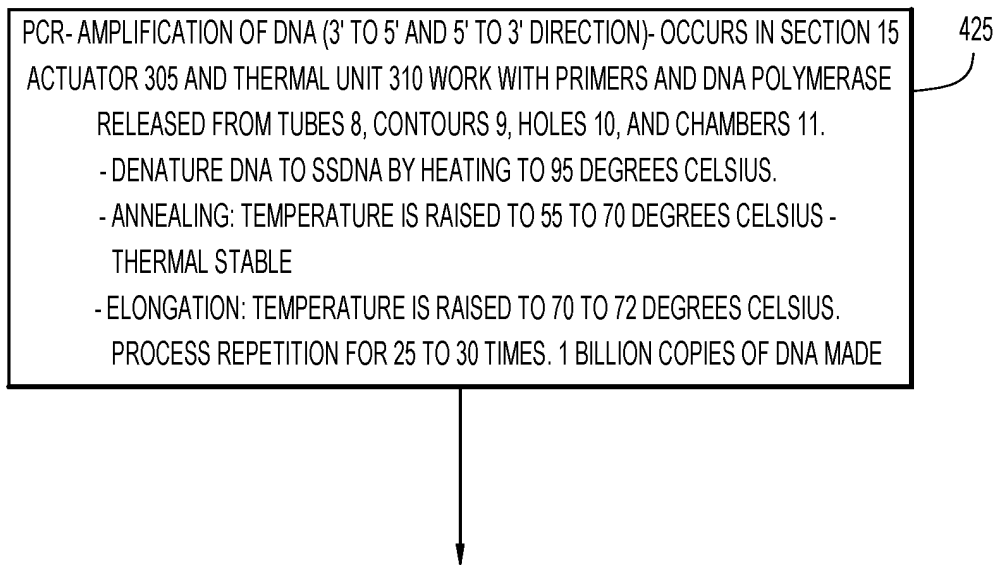 PCR- AMPLIFICATION OF DNA (3' TO 5' AND 5' TO 3' DIRECTION)- OCCURS IN SECTION 15
425
ACTUATOR 305 AND THERMAL UNIT 310 WORK WITH PRIMERS AND DNA POLYMERASE
RELEASED FROM TUBES 8, CONTOURS 9, HOLES 10, AND CHAMBERS 11.
- DENATURE DNA TO SSDNA BY HEATING TO 95 DEGREES CELSIUS.
- ANNEALING: TEMPERATURE IS RAISED TO 55 TO 70 DEGREES CELSIUS -
THERMAL STABLE
- ELONGATION: TEMPERATURE IS RAISED TO 70 TO 72 DEGREES CELSIUS.
PROCESS REPETITION FOR 25 TO 30 TIMES. 1 BILLION COPIES OF DNA MADE